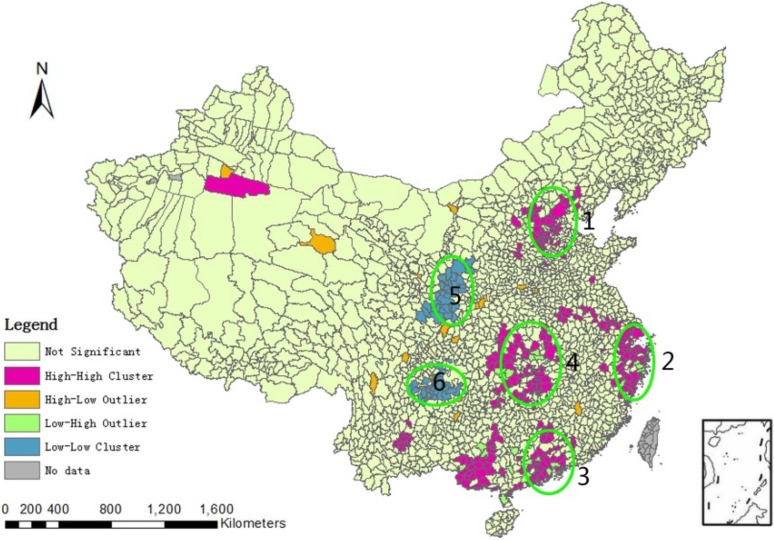 N
1
2
3
4
5
6
Legend
Not Significant
High-High Cluster
High-Low Outlier
Low-High Outlier
Low-Low Cluster
No data
0 200 400 800 1,200 1,600
Kilometers